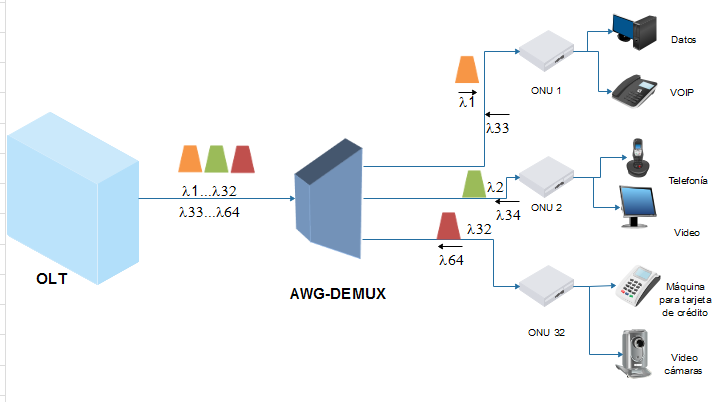 Datos
λ1
ONU 1
VOIP
λ33
λ1...λ32
λ33...λ64
λ2
λ34
ONU 2
Telefonía
Video
λ32
λ64
OLT
AWG-DEMUX
ONU 32
Máquina
para tarjeta
de crédito
Video
cámaras